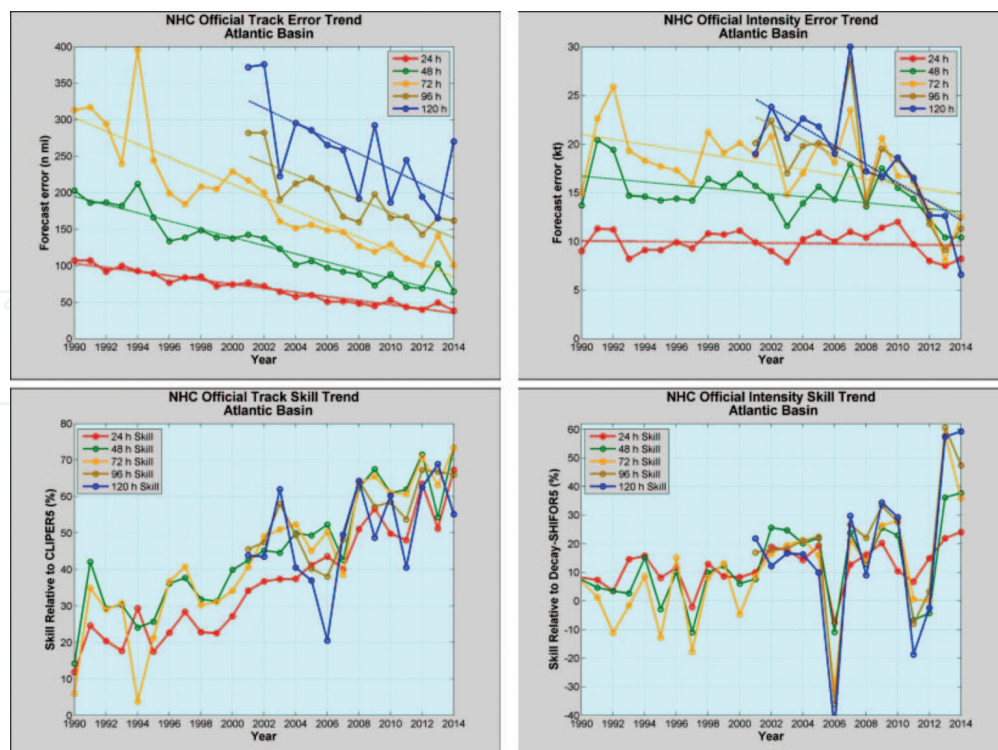 NHC Official Track Error Trend
Atlantic Basin
Forecast error (n mi)
400
350
300
250
200
150
100
50
0
24 h
48 h
72 h
96 h
120 h
1990 1992 1994 1996 1998 2000 2002 2004 2006 2008 2010 2012 2014
Year
NHC Official Intensity Error Trend
Atlantic Basin
Forecast error (kt)
30
25
20
15
10
5
0
24 h
48 h
72 h
96 h
120 h
1990 1992 1994 1996 1998 2000 2002 2004 2006 2008 2010 2012 2014
Year
NHC Official Track Skill Trend
Atlantic Basin
Skill Relative to CLIPER5 (%)
80
70
60
50
40
30
20
10
0
24 h Skill
48 h Skill
72 h Skill
96 h Skill
120 h Skill
1990 1992 1994 1996 1998 2000 2002 2004 2006 2008 2010 2012 2014
Year
NHC Official Intensity Skill Trend
Atlantic Basin
Skill Relative to Decay-SHIFOR5 (%)
60
50
40
30
20
10
0
-10
-20
-30
-40
24 h Skill
48 h Skill
72 h Skill
96 h Skill
120 h Skill
1990 1992 1994 1996 1998 2000 2002 2004 2006 2008 2010 2012 2014
Year